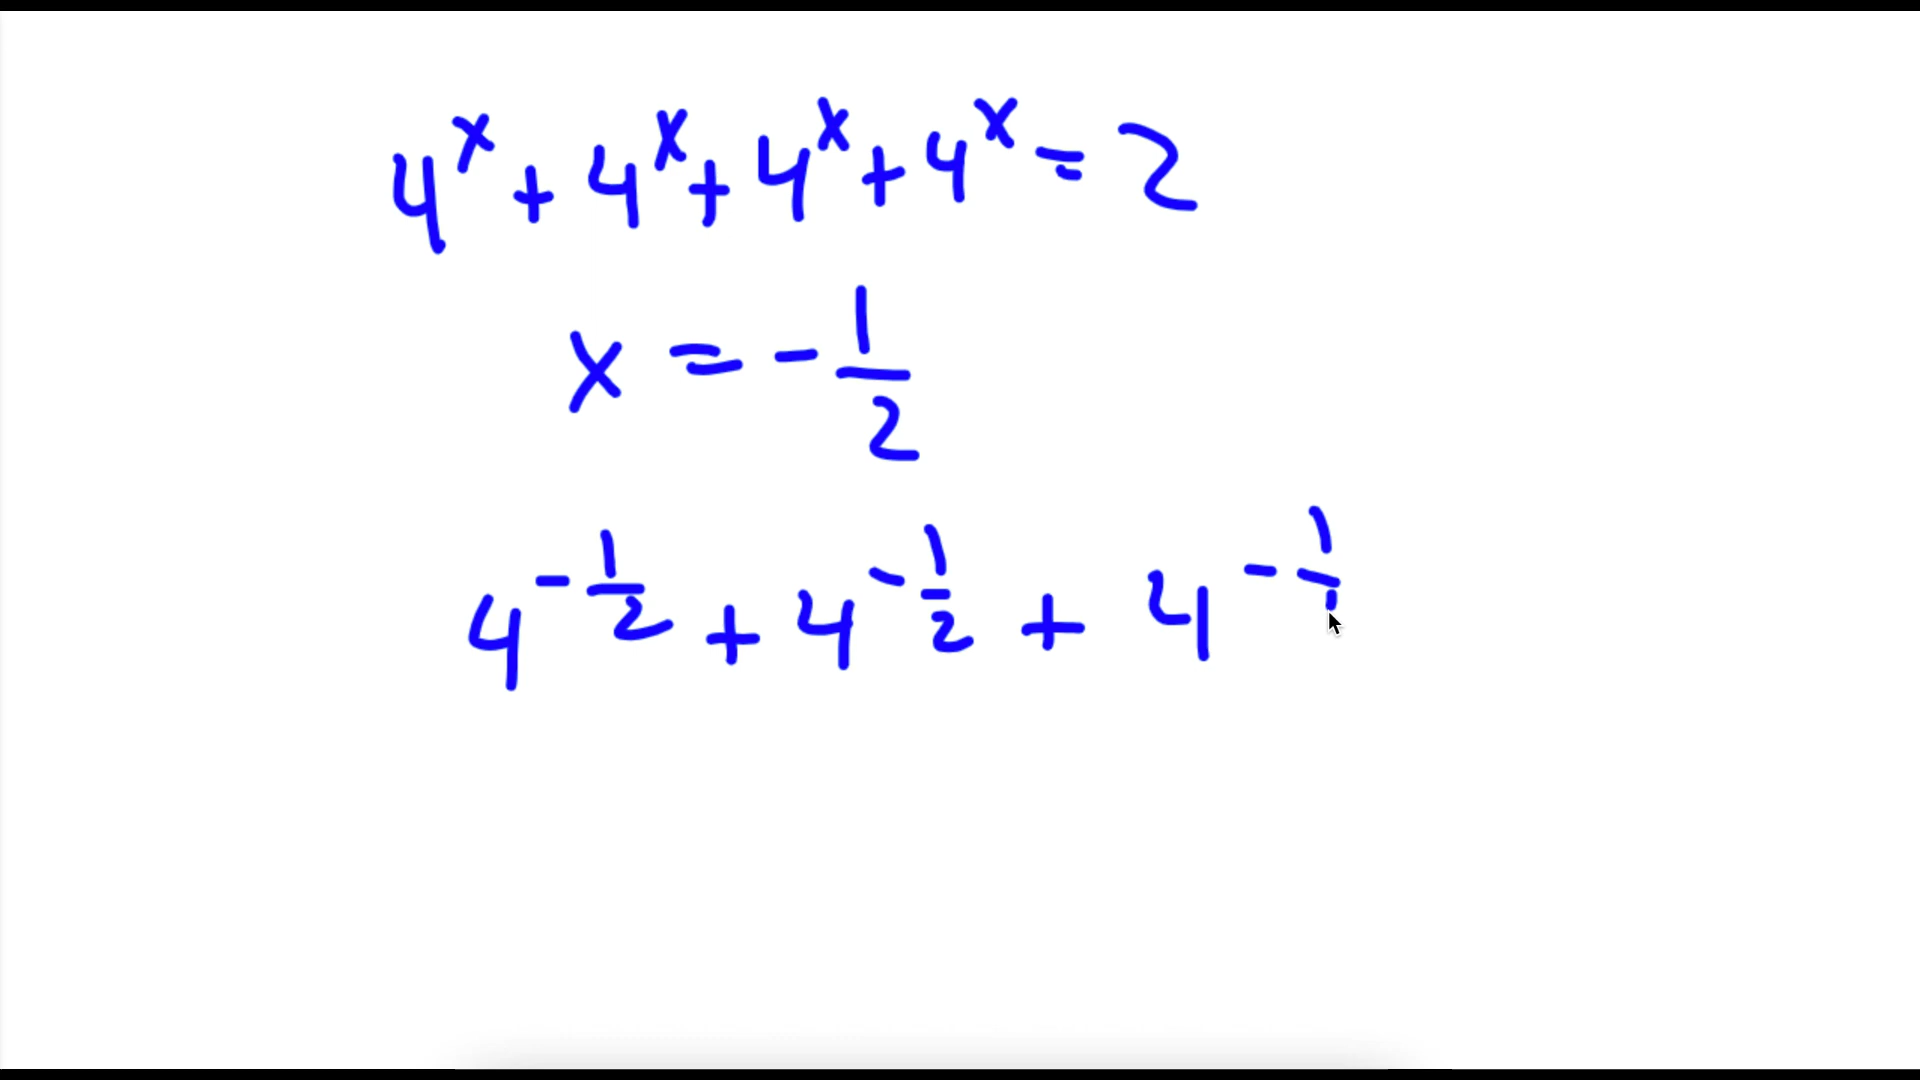 4^x + 4^x + 4^x + 4^x = 2
x = -1/2
4^(-1/2) + 4^(-1/2) + 4^(-1/